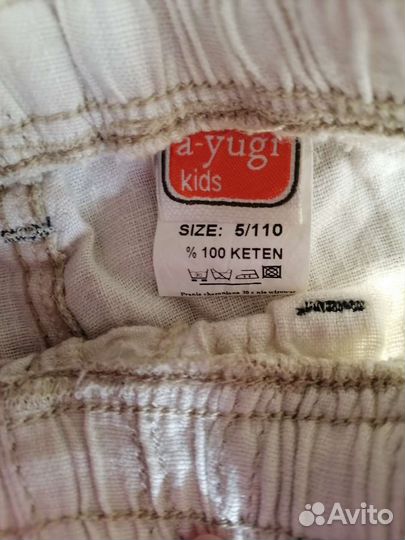 a-yugi
kids
SIZE: 5/110
% 100 KETEN
Avito